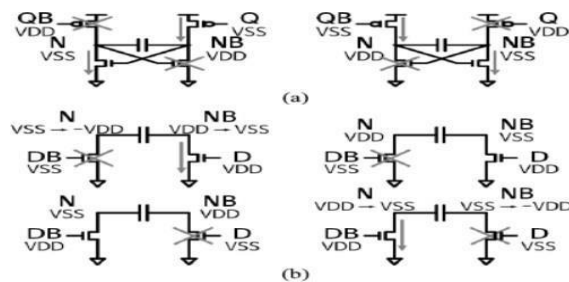 QB Q QB Q
VDD VSS VSS VDD
N NB N NB
VSS VDD VDD VSS
(a)
N NB N NB
VSS → -VDD VDD → VSS VDD VSS
DB D DB D
VSS VDD VSS VDD
N NB N NB
VSS VDD VDD → VSS VSS → -VDD
DB D DB D
VDD VSS VDD VSS
(b)